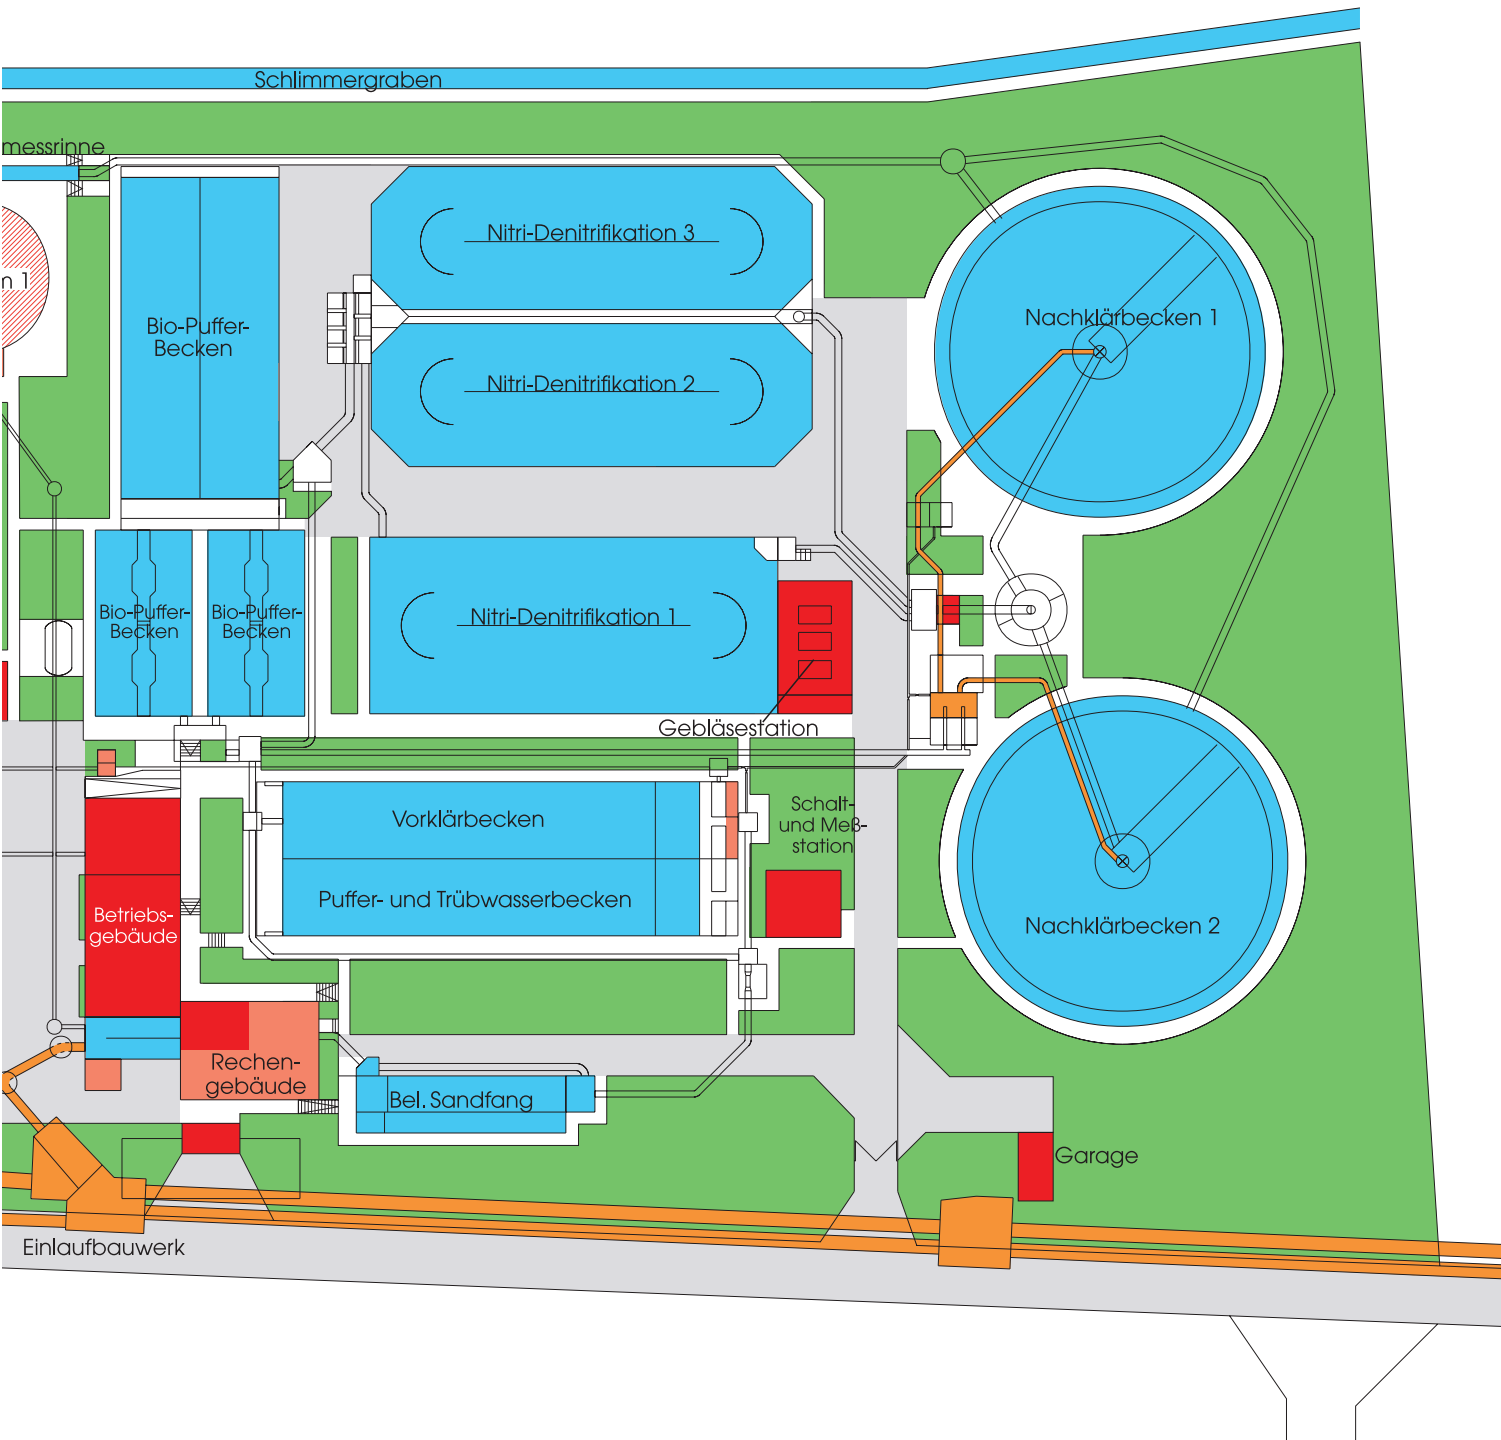 Schlimmergraben
messrinne
Nitri-Denitrifikation 3
n 1
Nachklärbecken 1
Bio-Puffer-
Becken
Nitri-Denitrifikation 2
Bio-Puffer-
Becken
Bio-Puffer-
Becken
Nitri-Denitrifikation 1
Gebläsestation
Vorklärbecken
Schalt-
und Meß-
station
Puffer- und Trübwasserbecken
Betriebs-
gebäude
Nachklärbecken 2
Rechen-
gebäude
Bel. Sandfang
Garage
Einlaufbauwerk